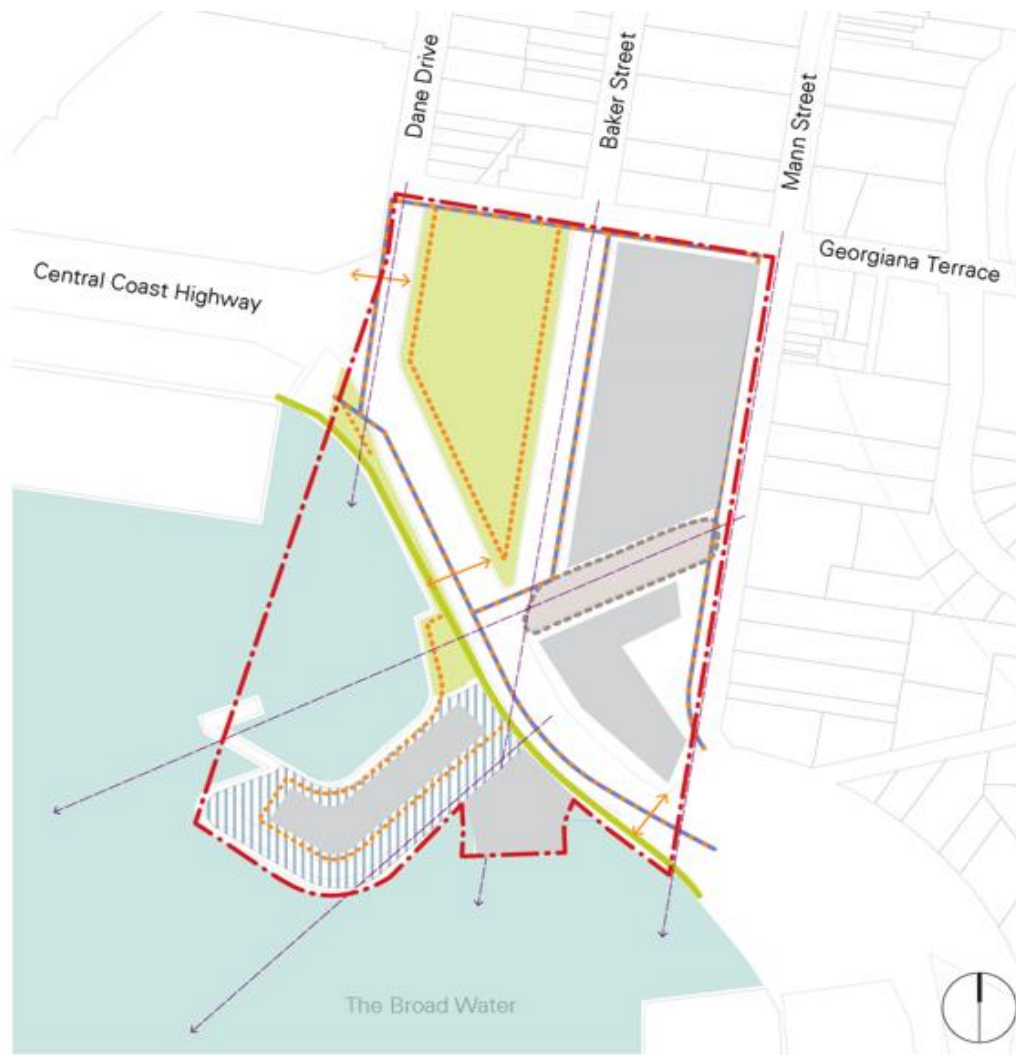 Dane Drive
Baker Street
Mann Street
Georgiana Terrace
Central Coast Highway
The Broad Water